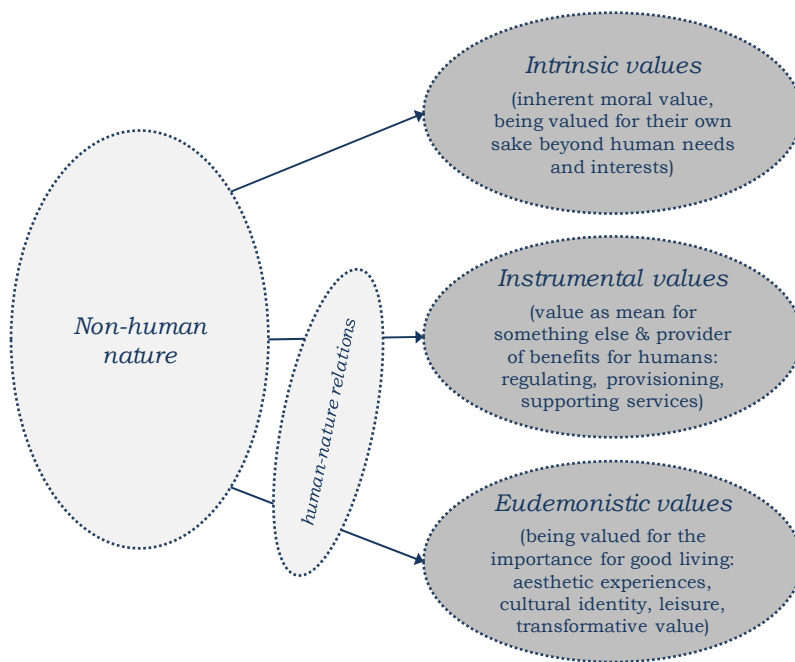 Intrinsic values
(inherent moral value,
being valued for their own
sake beyond human needs
and interests)
Non-human
nature
human-nature relations
Instrumental values
(value as mean for
something else & provider
of benefits for humans:
regulating, provisioning,
supporting services)
Eudemonistic values
(being valued for the
importance for good living:
aesthetic experiences,
cultural identity, leisure,
transformative value)